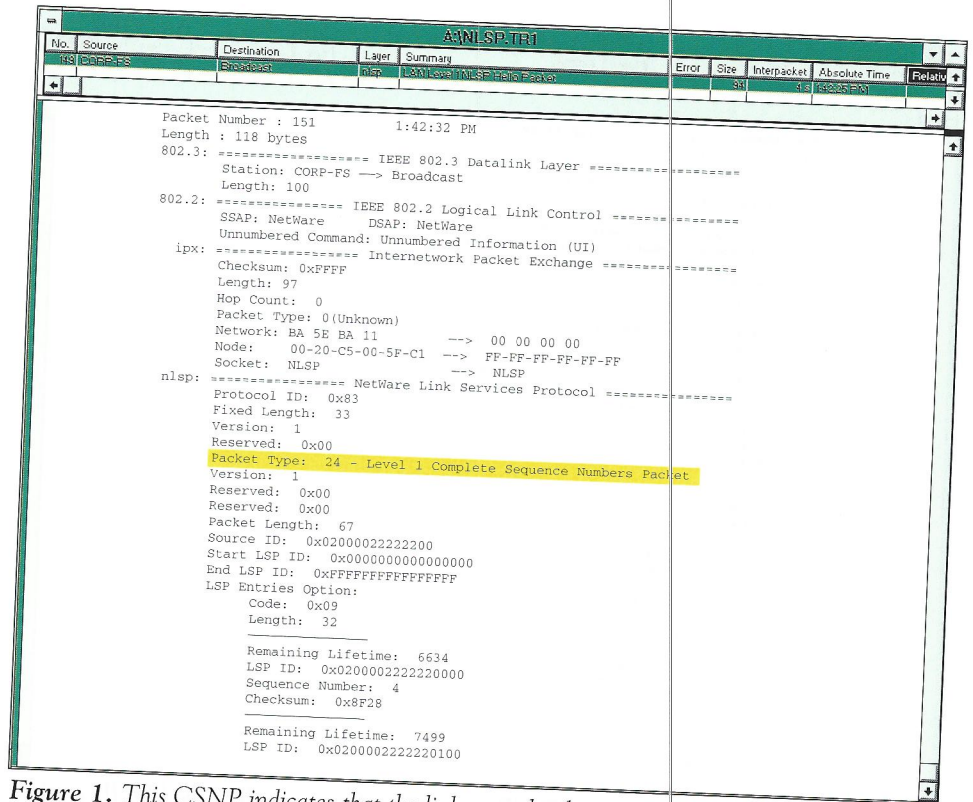 A:\NLSP.TR1
No. Source Destination Layer Summary Error Size Interpacket Absolute Time Relativ
149 CORP-FS Broadcast nlsp LAN Level 1 NLSP Hello Packet 4 s
Packet Number : 151 1:42:32 PM
Length : 118 bytes
802.3: ================== IEEE 802.3 Datalink Layer ==================
Station: CORP-FS ––> Broadcast
Length: 100
802.2: =============== IEEE 802.2 Logical Link Control ===============
SSAP: NetWare DSAP: NetWare
Unnumbered Command: Unnumbered Information (UI)
ipx: ================= Internetwork Packet Exchange ================
Checksum: 0xFFFF
Length: 97
Hop Count: 0
Packet Type: 0(Unknown)
Network: BA 5E BA 11 ––> 00 00 00 00
Node: 00-20-C5-00-5F-C1 ––> FF-FF-FF-FF-FF-FF
Socket: NLSP ––> NLSP
nlsp: ================ NetWare Link Services Protocol ===============
Protocol ID: 0x83
Fixed Length: 33
Version: 1
Reserved: 0x00
Packet Type: 24 - Level 1 Complete Sequence Numbers Packet
Version: 1
Reserved: 0x00
Reserved: 0x00
Packet Length: 67
Source ID: 0x02000022222200
Start LSP ID: 0x0000000000000000
End LSP ID: 0xFFFFFFFFFFFFFFFF
LSP Entries Option:
Code: 0x09
Length: 32
Remaining Lifetime: 6634
LSP ID: 0x0200002222220000
Sequence Number: 4
Checksum: 0x8F28
Remaining Lifetime: 7499
LSP ID: 0x0200002222220100
Figure 1. This CSNP indicates that the